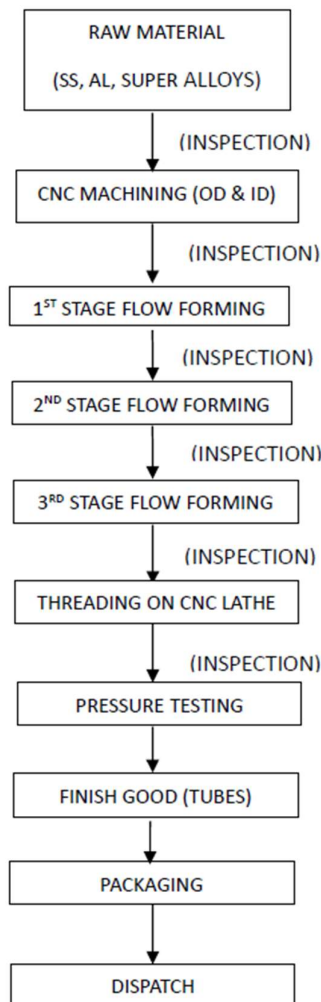 RAW MATERIAL
(SS, AL, SUPER ALLOYS)
(INSPECTION)
CNC MACHINING (OD & ID)
(INSPECTION)
1ST STAGE FLOW FORMING
(INSPECTION)
2ND STAGE FLOW FORMING
(INSPECTION)
3RD STAGE FLOW FORMING
(INSPECTION)
THREADING ON CNC LATHE
(INSPECTION)
PRESSURE TESTING
FINISH GOOD (TUBES)
PACKAGING
DISPATCH